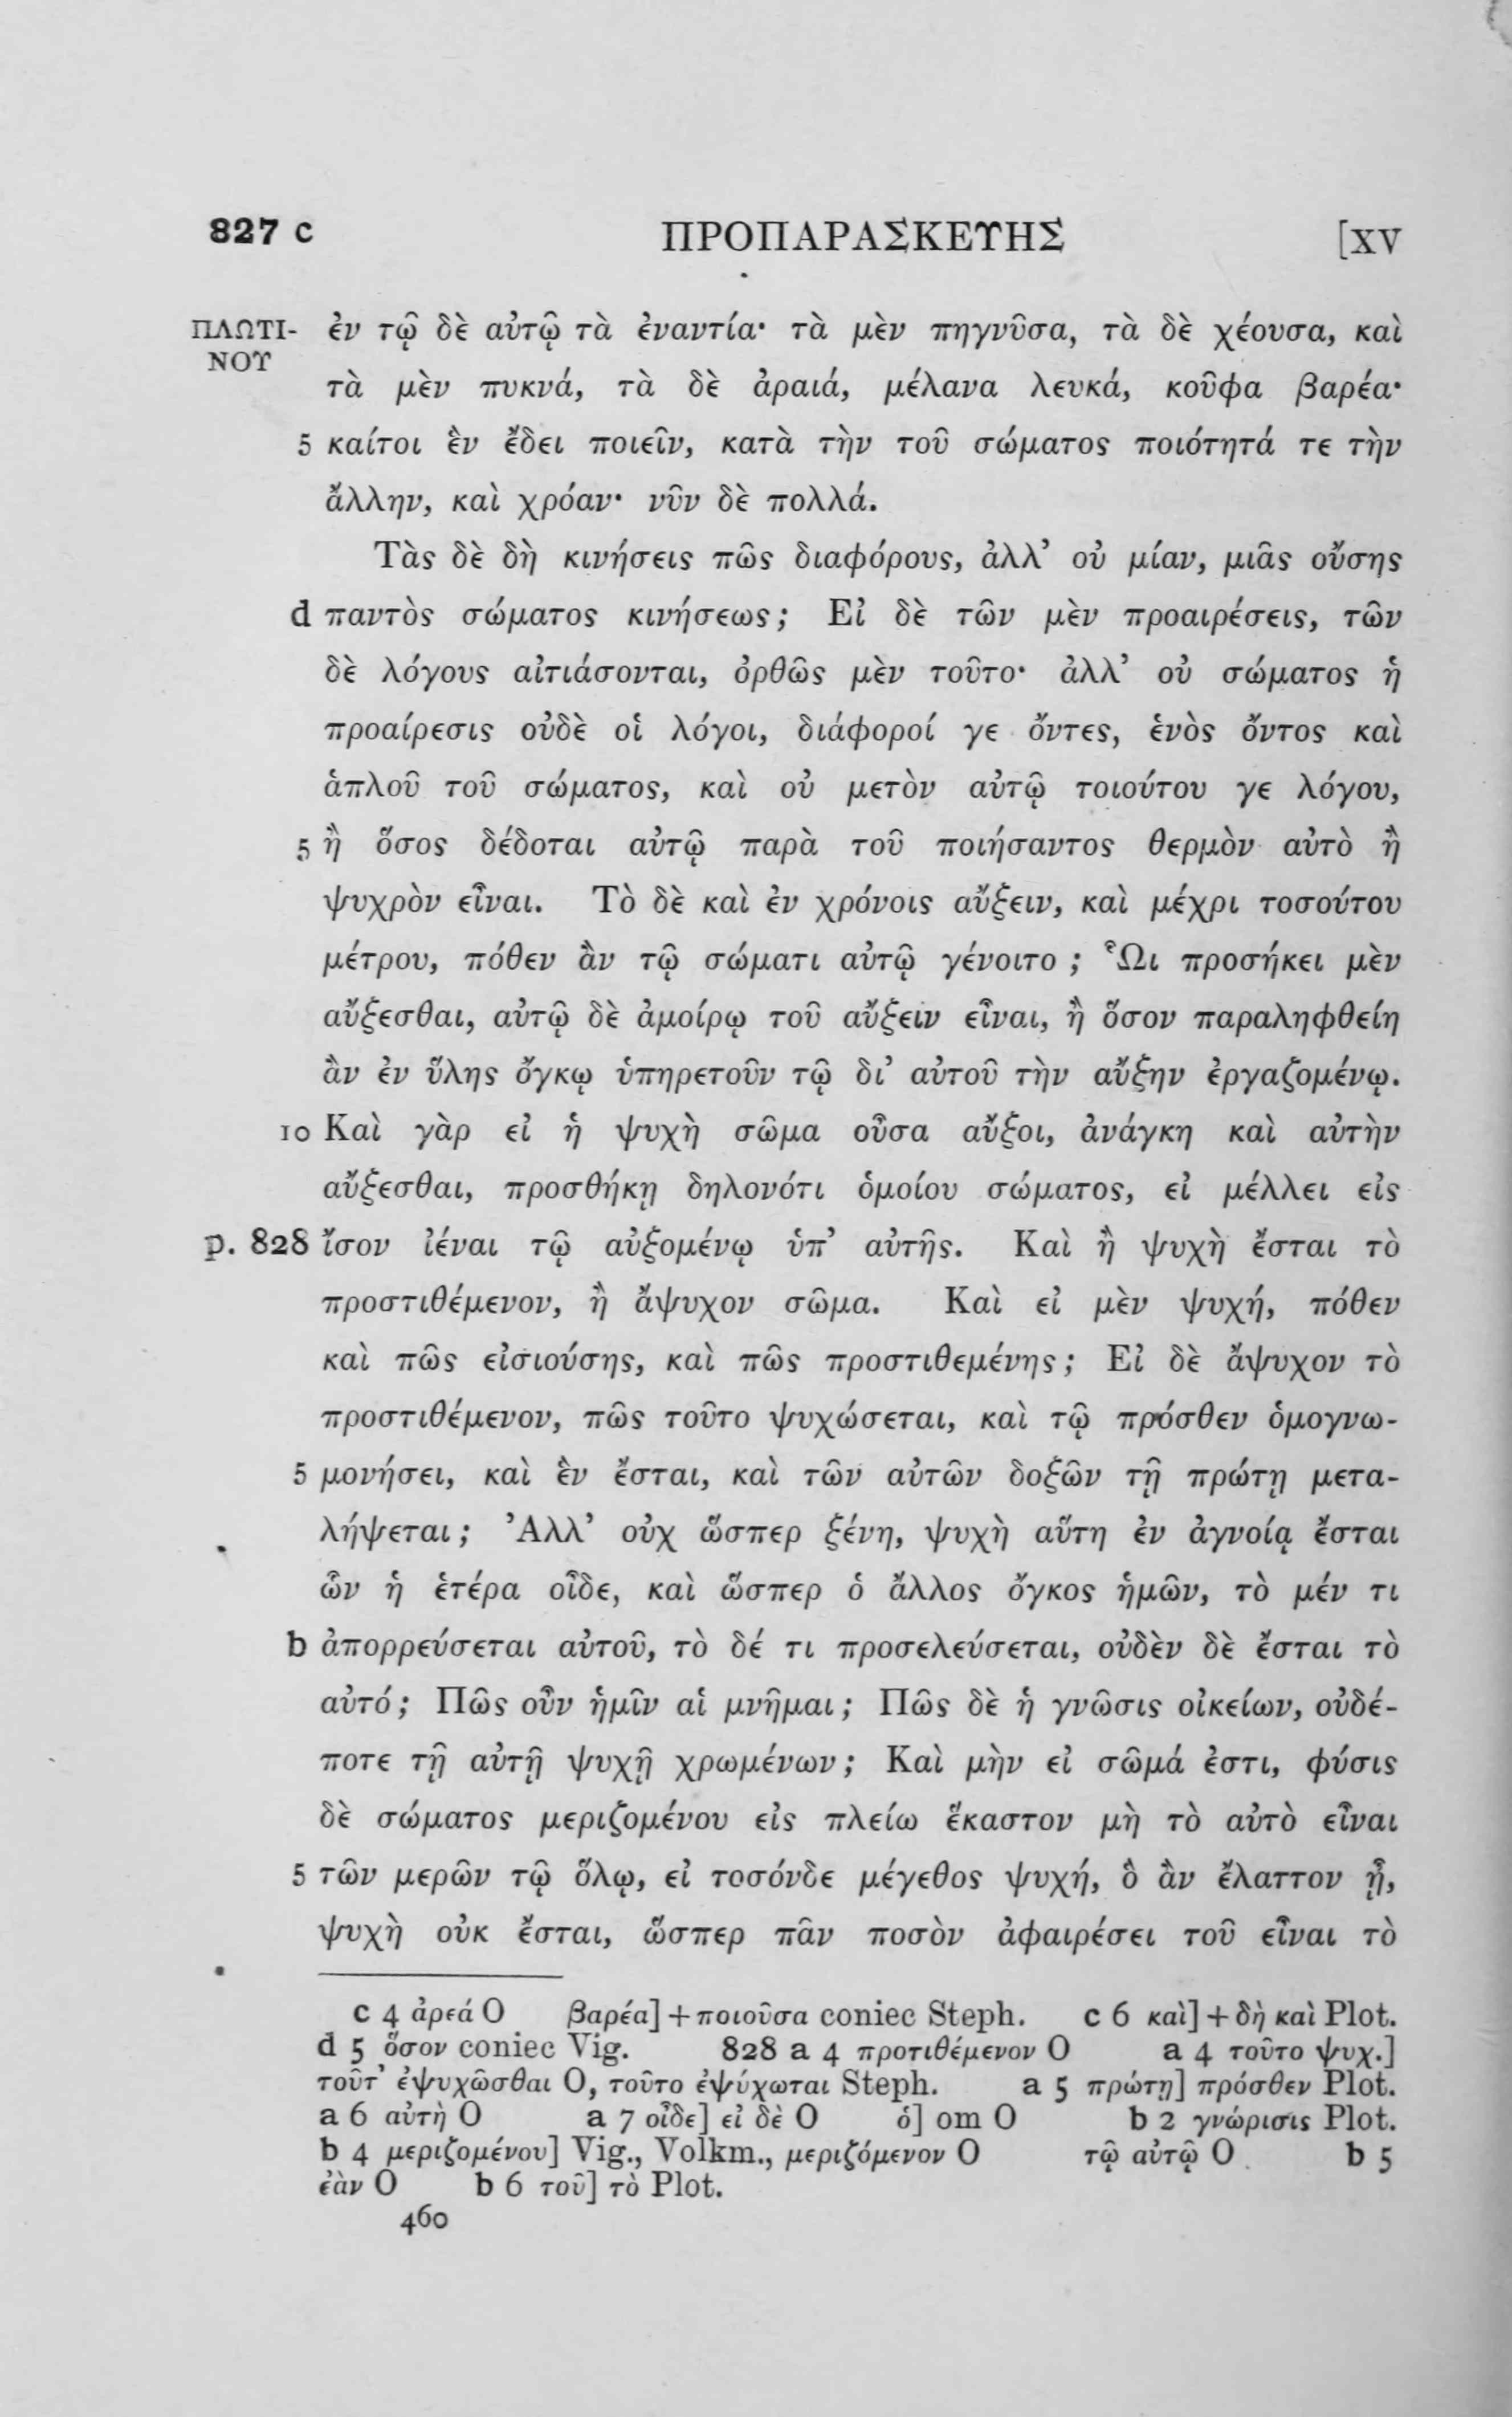 827 c ΠΡΟΠΑΡΑΣΚΕΥΗΣ [XV
ΠΛΩΤΙ- ἐν τῷ δὲ αὐτῷ τὰ ἐναντία· τὰ μὲν πηγνῦσα, τὰ δὲ χέουσα, καὶ
ΝΟΥ
τὰ μὲν πυκνά, τὰ δὲ ἀραιά, μέλανα λευκά, κοῦφα βαρέα·
5 καίτοι ἓν ἔδει ποιεῖν, κατὰ τὴν τοῦ σώματος ποιότητά τε τὴν
ἄλλην, καὶ χρόαν· νῦν δὲ πολλά.
Τὰς δὲ δὴ κινήσεις πῶς διαφόρους, ἀλλ’ οὐ μίαν, μιᾶς οὔσης
d παντὸς σώματος κινήσεως; Εἰ δὲ τῶν μὲν προαιρέσεις, τῶν
δὲ λόγους αἰτιάσονται, ὀρθῶς μὲν τοῦτο· ἀλλ’ οὐ σώματος ἡ
προαίρεσις οὐδὲ οἱ λόγοι, διάφοροί γε ὄντες, ἑνὸς ὄντος καὶ
ἁπλοῦ τοῦ σώματος, καὶ οὐ μετὸν αὐτῷ τοιούτου γε λόγου,
5 ἢ ὅσος δέδοται αὐτῷ παρὰ τοῦ ποιήσαντος θερμὸν αὐτὸ ἢ
ψυχρὸν εἶναι. Τὸ δὲ καὶ ἐν χρόνοις αὔξειν, καὶ μέχρι τοσούτου
μέτρου, πόθεν ἂν τῷ σώματι αὐτῷ γένοιτο; Ὧι προσήκει μὲν
αὔξεσθαι, αὐτῷ δὲ ἀμοίρῳ τοῦ αὔξειν εἶναι, ἢ ὅσον παραληφθείη
ἂν ἐν ὕλης ὄγκῳ ὑπηρετοῦν τῷ δι’ αὐτοῦ τὴν αὔξην ἐργαζομένῳ.
10 Καὶ γὰρ εἰ ἡ ψυχὴ σῶμα οὖσα αὔξοι, ἀνάγκη καὶ αὐτὴν
αὔξεσθαι, προσθήκῃ δηλονότι ὁμοίου σώματος, εἰ μέλλει εἰς
p. 828 ἴσον ἰέναι τῷ αὐξομένῳ ὑπ’ αὐτῆς. Καὶ ἢ ψυχὴ ἔσται τὸ
προστιθέμενον, ἢ ἄψυχον σῶμα. Καὶ εἰ μὲν ψυχή, πόθεν
καὶ πῶς εἰσιούσης, καὶ πῶς προστιθεμένης; Εἰ δὲ ἄψυχον τὸ
προστιθέμενον, πῶς τοῦτο ψυχώσεται, καὶ τῷ πρόσθεν ὁμογνω-
5 μονήσει, καὶ ἓν ἔσται, καὶ τῶν αὐτῶν δοξῶν τῇ πρώτῃ μετα-
λήψεται; Ἀλλ’ οὐχ ὥσπερ ξένη, ψυχὴ αὕτη ἐν ἀγνοίᾳ ἔσται
ὧν ἡ ἑτέρα οἶδε, καὶ ὥσπερ ὁ ἄλλος ὄγκος ἡμῶν, τὸ μέν τι
b ἀπορρεύσεται αὐτοῦ, τὸ δέ τι προσελεύσεται, οὐδὲν δὲ ἔσται τὸ
αὐτό; Πῶς οὖν ἡμῖν αἱ μνῆμαι; Πῶς δὲ ἡ γνῶσις οἰκείων, οὐδέ-
ποτε τῇ αὐτῇ ψυχῇ χρωμένων; Καὶ μὴν εἰ σῶμά ἐστι, φύσις
δὲ σώματος μεριζομένου εἰς πλείω ἕκαστον μὴ τὸ αὐτὸ εἶναι
5 τῶν μερῶν τῷ ὅλῳ, εἰ τοσόνδε μέγεθος ψυχή, ὃ ἂν ἔλαττον ᾖ,
ψυχὴ οὐκ ἔσται, ὥσπερ πᾶν ποσὸν ἀφαιρέσει τοῦ εἶναι τὸ
c 4 ἀρεά O βαρέα] + ποιοῦσα coniec Steph. c 6 καὶ] + δὴ καὶ Plot.
d 5 ὅσον coniec Vig. 828 a 4 προτιθέμενον O a 4 τοῦτο ψυχ.]
τοῦτ’ ἐψυχῶσθαι O, τοῦτο ἐψύχωται Steph. a 5 πρώτῃ] πρόσθεν Plot.
a 6 αὐτὴ O a 7 οἶδε] εἰ δὲ O ὁ] om O b 2 γνώρισις Plot.
b 4 μεριζομένου] Vig., Volkm., μεριζόμενον O τῷ αὐτῷ O b 5
ἐὰν O b 6 τοῦ] τὸ Plot.
460